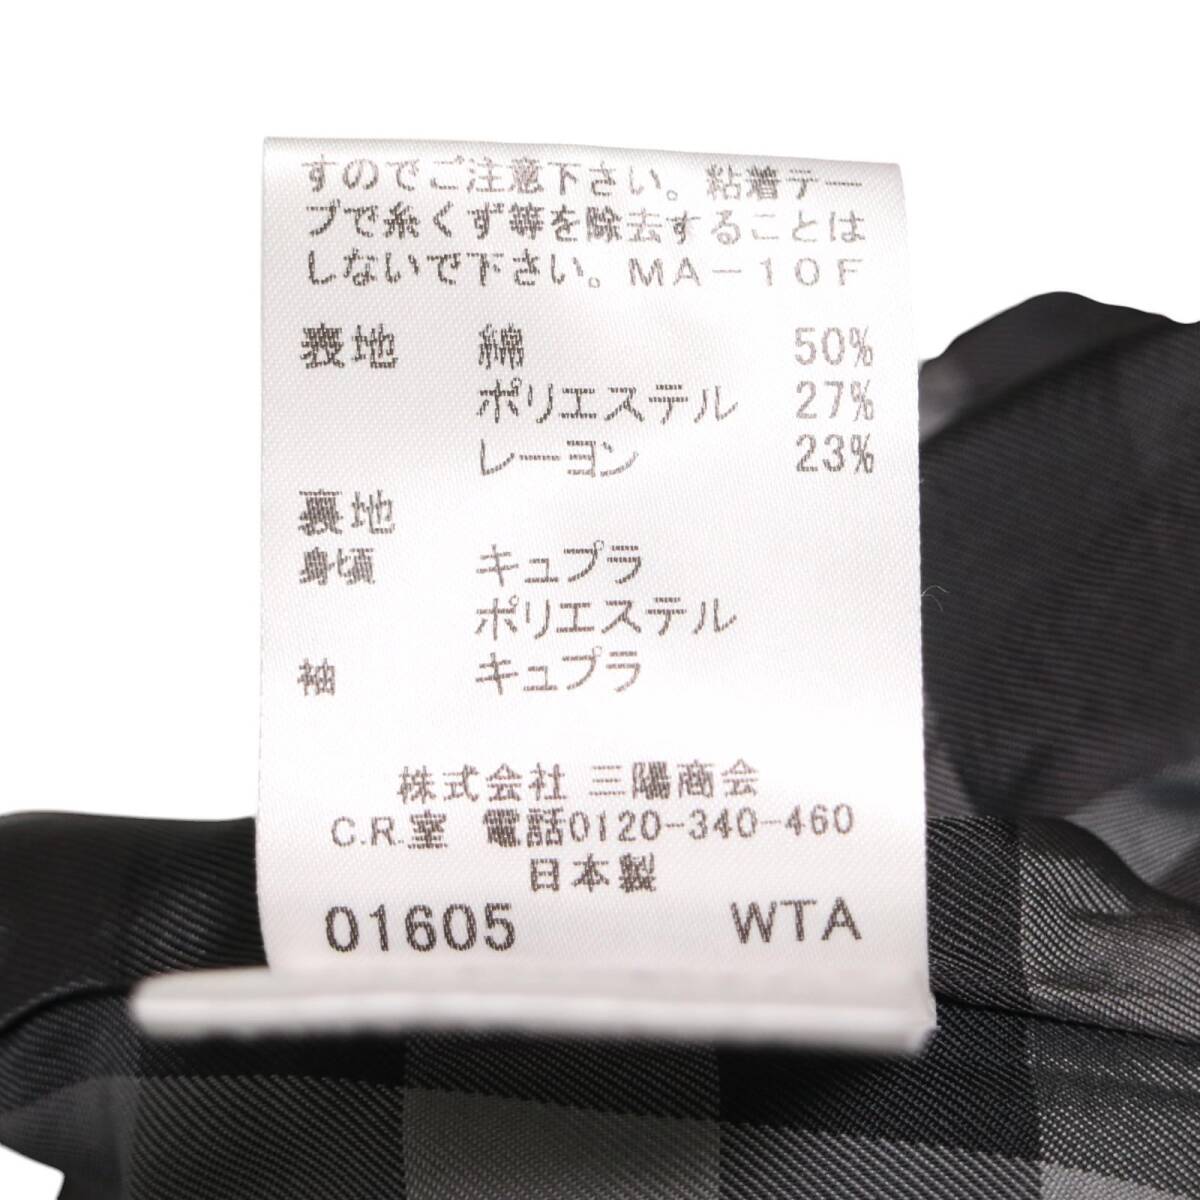 すのでご注意下さい。粘着テー
プで糸くず等を除去することは
しないで下さい。MA-10F
表地 綿 50%
ポリエステル 27%
レーヨン 23%
裏地
身頃 キュプラ
ポリエステル
袖 キュプラ
株式会社 三陽商会
C.R.室 電話0120-340-460
日本製
01605 WTA